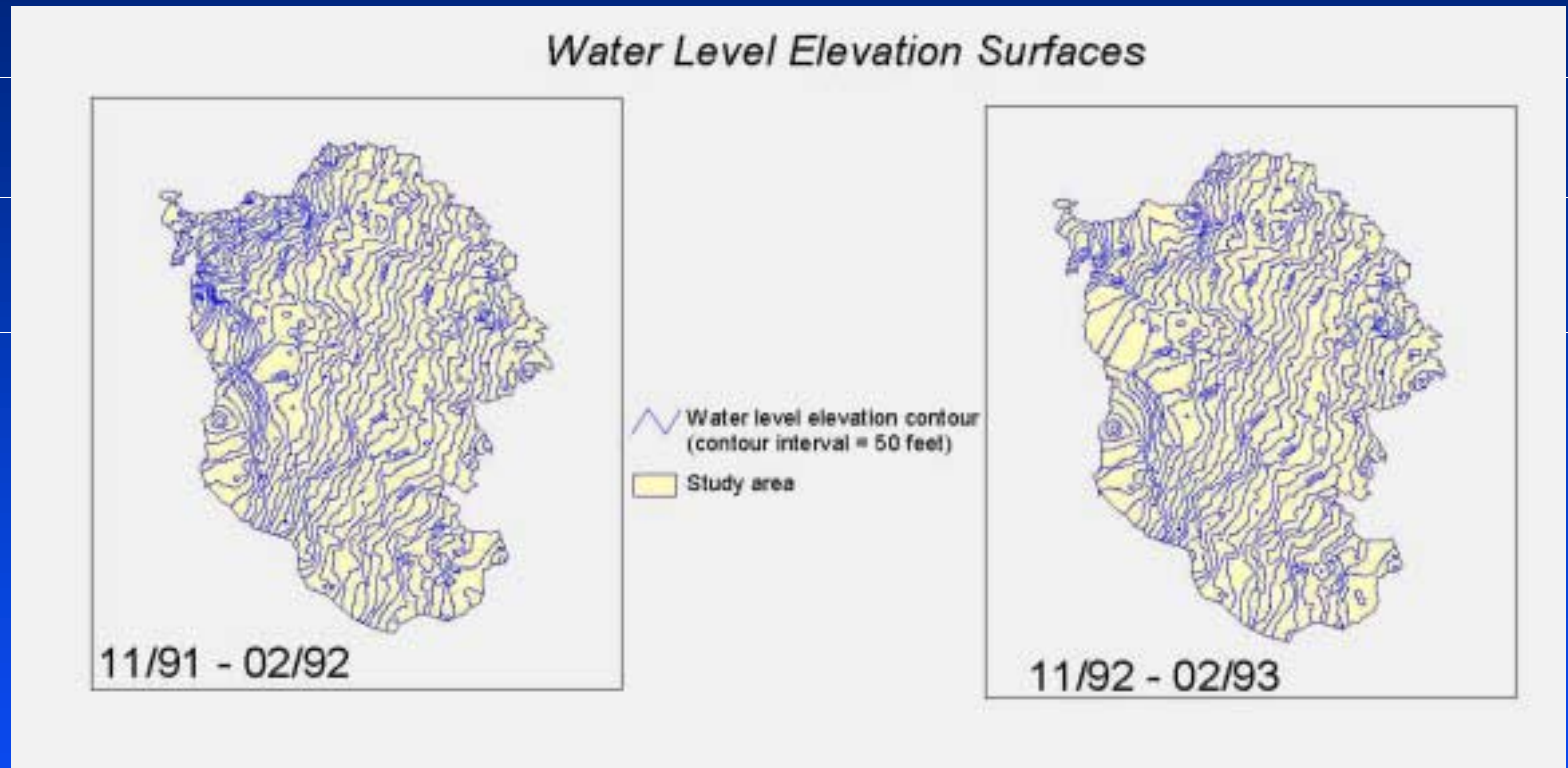 Water Level Elevation Surfaces
Water level elevation contour
(contour interval = 50 feet)
Study area
11/91 - 02/92
11/92 - 02/93